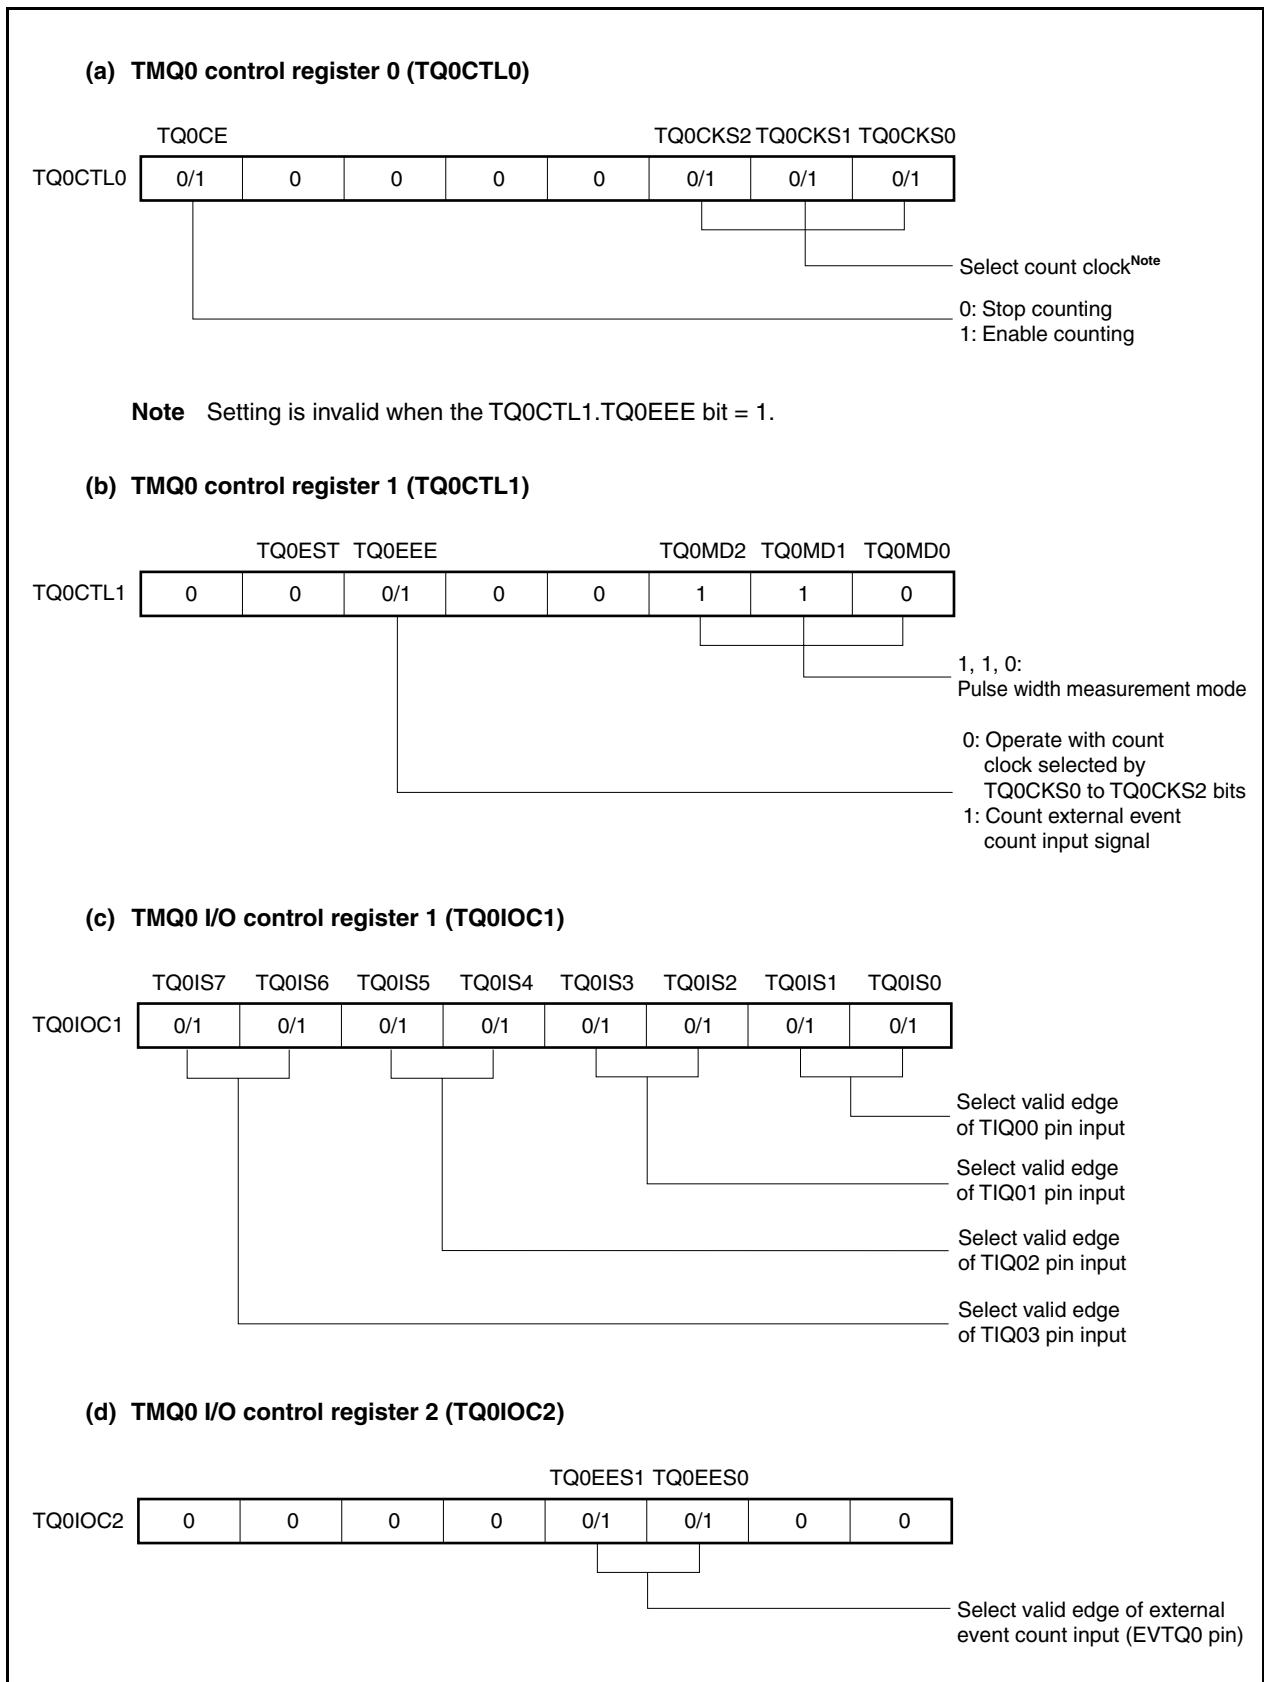 (a) TMQ0 control register 0 (TQ0CTL0)
TQ0CE TQ0CKS2 TQ0CKS1 TQ0CKS0
TQ0CTL0 0/1 0 0 0 0 0/1 0/1 0/1
Select count clockNote
0: Stop counting
1: Enable counting
Note Setting is invalid when the TQ0CTL1.TQ0EEE bit = 1.
(b) TMQ0 control register 1 (TQ0CTL1)
TQ0EST TQ0EEE TQ0MD2 TQ0MD1 TQ0MD0
TQ0CTL1 0 0 0/1 0 0 1 1 0
1, 1, 0:
Pulse width measurement mode
0: Operate with count
clock selected by
TQ0CKS0 to TQ0CKS2 bits
1: Count external event
count input signal
(c) TMQ0 I/O control register 1 (TQ0IOC1)
TQ0IS7 TQ0IS6 TQ0IS5 TQ0IS4 TQ0IS3 TQ0IS2 TQ0IS1 TQ0IS0
TQ0IOC1 0/1 0/1 0/1 0/1 0/1 0/1 0/1 0/1
Select valid edge
of TIQ00 pin input
Select valid edge
of TIQ01 pin input
Select valid edge
of TIQ02 pin input
Select valid edge
of TIQ03 pin input
(d) TMQ0 I/O control register 2 (TQ0IOC2)
TQ0EES1 TQ0EES0
TQ0IOC2 0 0 0 0 0/1 0/1 0 0
Select valid edge of external
event count input (EVTQ0 pin)